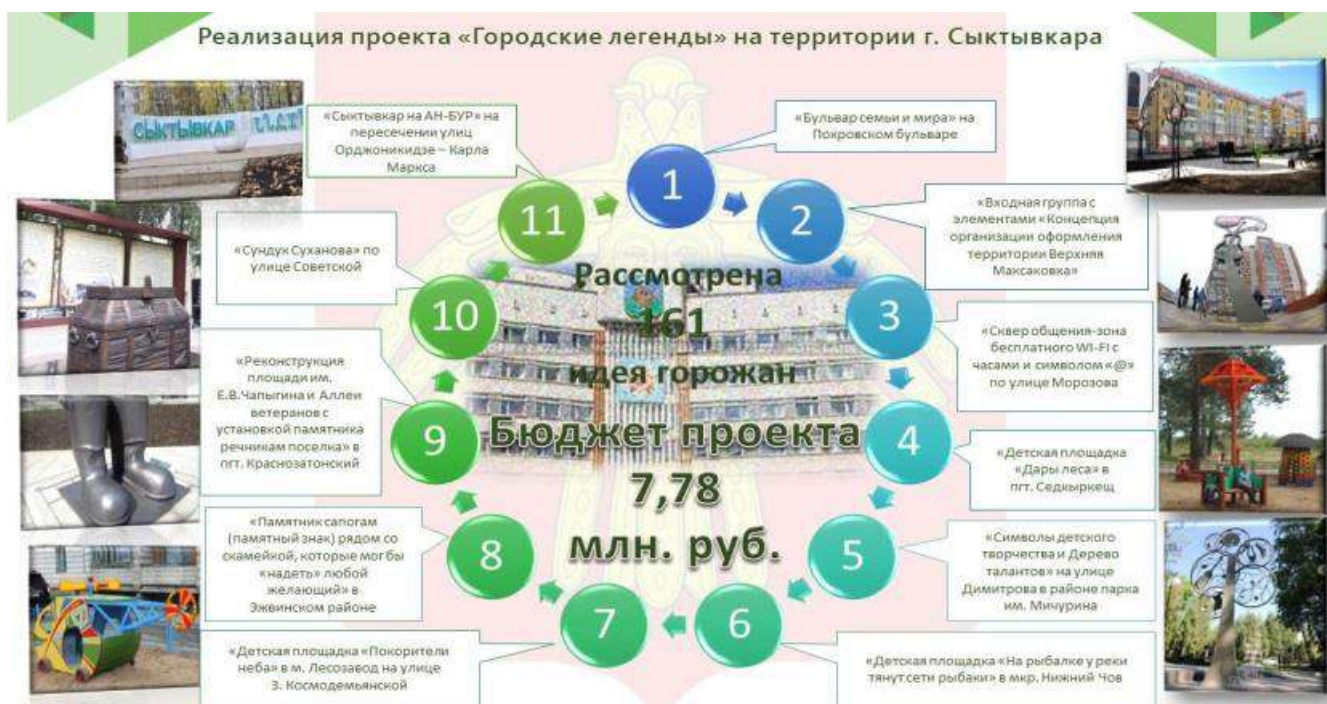 Реализация проекта «Городские легенды» на территории г. Сыктывкара
СЫКТЫВКАР
«Сыктывкар на АН-БУР» на
пересечении улиц
Орджоникидзе – Карла
Маркса
«Бульвар семьи и мира» на
Покровском бульваре
1
11
2
«Входная группа с
элементами «Концепция
организации оформления
территории Верхняя
Максаковка»
«Сундук Суханова» по
улице Советской
10
3
Рассмотрена
161
идея горожан
«Сквер общения-зона
бесплатного WI-FI с
часами и символом «@»
по улице Морозова
«Реконструкция
площади им.
Е.В.Чапыгина и Аллеи
ветеранов с
установкой памятника
речникам поселка» в
пгт. Краснозатонский
9
4
Бюджет проекта
7,78
млн. руб.
«Детская площадка
«Дары леса» в
пгт. Седкыркещ
«Памятник сапогам
(памятный знак) рядом со
скамейкой, которые мог бы
«надеть» любой
желающий» в
Эжвинском районе
8
5
«Символы детского
творчества и Дерево
талантов» на улице
Димитрова в районе парка
им. Мичурина
7
6
«Детская площадка «Покорители
неба» в м. Лесозавод на улице
З. Космодемьянской
«Детская площадка «На рыбалке у реки
тянут сети рыбаки» в мкр. Нижний Чов